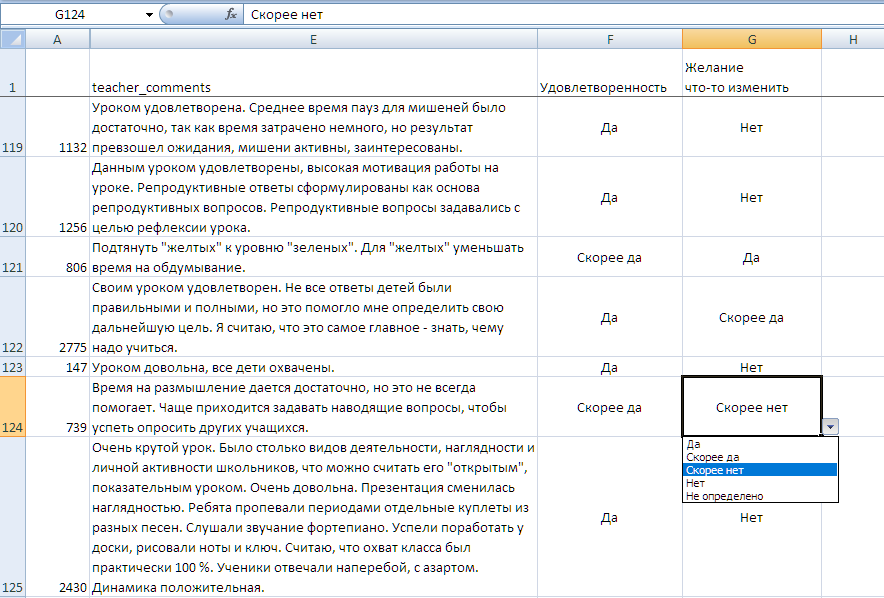 G124 fx Скорее нет
A E F G H
Желание
1 teacher_comments Удовлетворенность что-то изменить
Уроком удовлетворена. Среднее время пауз для мишеней было
достаточно, так как время затрачено немного, но результат Да Нет
119 1132 превзошел ожидания, мишени активны, заинтересованы.
Данным уроком удовлетворены, высокая мотивация работы на
уроке. Репродуктивные ответы сформулированы как основа Да Нет
репродуктивных вопросов. Репродуктивные вопросы задавались с
120 1256 целью рефлексии урока.
Подтянуть "желтых" к уровню "зеленых". Для "желтых" уменьшать Скорее да Да
121 806 время на обдумывание.
Своим уроком удовлетворен. Не все ответы детей были
правильными и полными, но это помогло мне определить свою Да Скорее да
дальнейшую цель. Я считаю, что это самое главное - знать, чему
122 2775 надо учиться.
123 147 Уроком довольна, все дети охвачены. Да Нет
Время на размышление дается достаточно, но это не всегда
помогает. Чаще приходится задавать наводящие вопросы, чтобы Скорее да Скорее нет
124 739 успеть опросить других учащихся.
Очень крутой урок. Было столько видов деятельности, наглядности и
личной активности школьников, что можно считать его "открытым",
показательным уроком. Очень довольна. Презентация сменилась
наглядностью. Ребята пропевали периодами отдельные куплеты из Да Нет
разных песен. Слушали звучание фортепиано. Успели поработать у
доски, рисовали ноты и ключ. Считаю, что охват класса был
практически 100 %. Ученики отвечали наперебой, с азартом.
125 2430 Динамика положительная.
Да
Скорее да
Скорее нет
Нет
Не определено